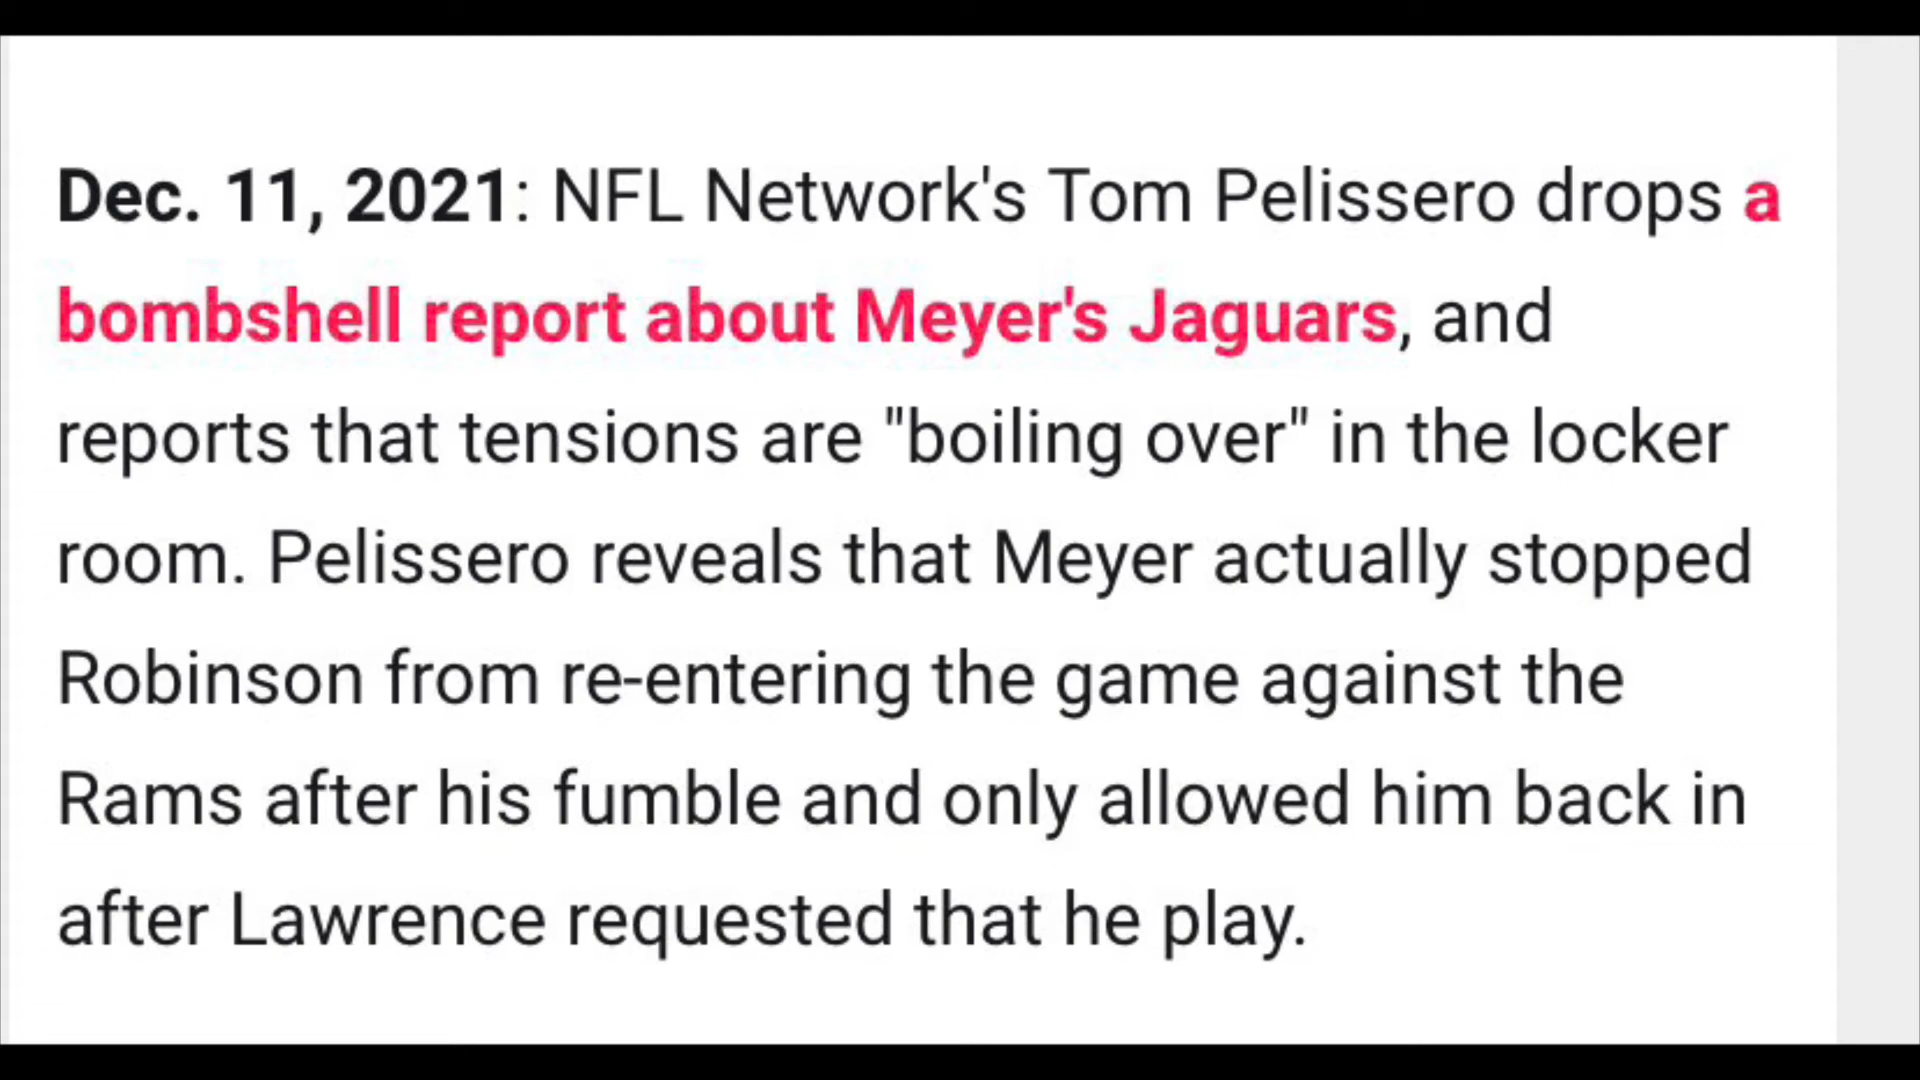 Dec. 11, 2021: NFL Network's Tom Pelissero drops a
bombshell report about Meyer's Jaguars, and
reports that tensions are "boiling over" in the locker
room. Pelissero reveals that Meyer actually stopped
Robinson from re-entering the game against the
Rams after his fumble and only allowed him back in
after Lawrence requested that he play.